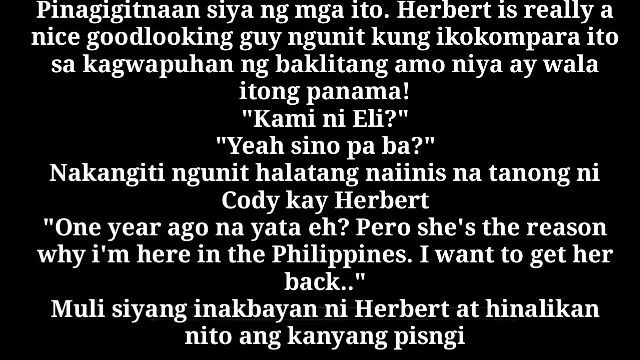 Pinagigitnaan siya ng mga ito. Herbert is really a
nice goodlooking guy ngunit kung ikokompara ito
sa kagwapuhan ng baklitang amo niya ay wala
itong panama!
"Kami ni Eli?"
"Yeah sino pa ba?"
Nakangiti ngunit halatang naiinis na tanong ni
Cody kay Herbert
"One year ago na yata eh? Pero she's the reason
why i'm here in the Philippines. I want to get her
back.."
Muli siyang inakbayan ni Herbert at hinalikan
nito ang kanyang pisngi